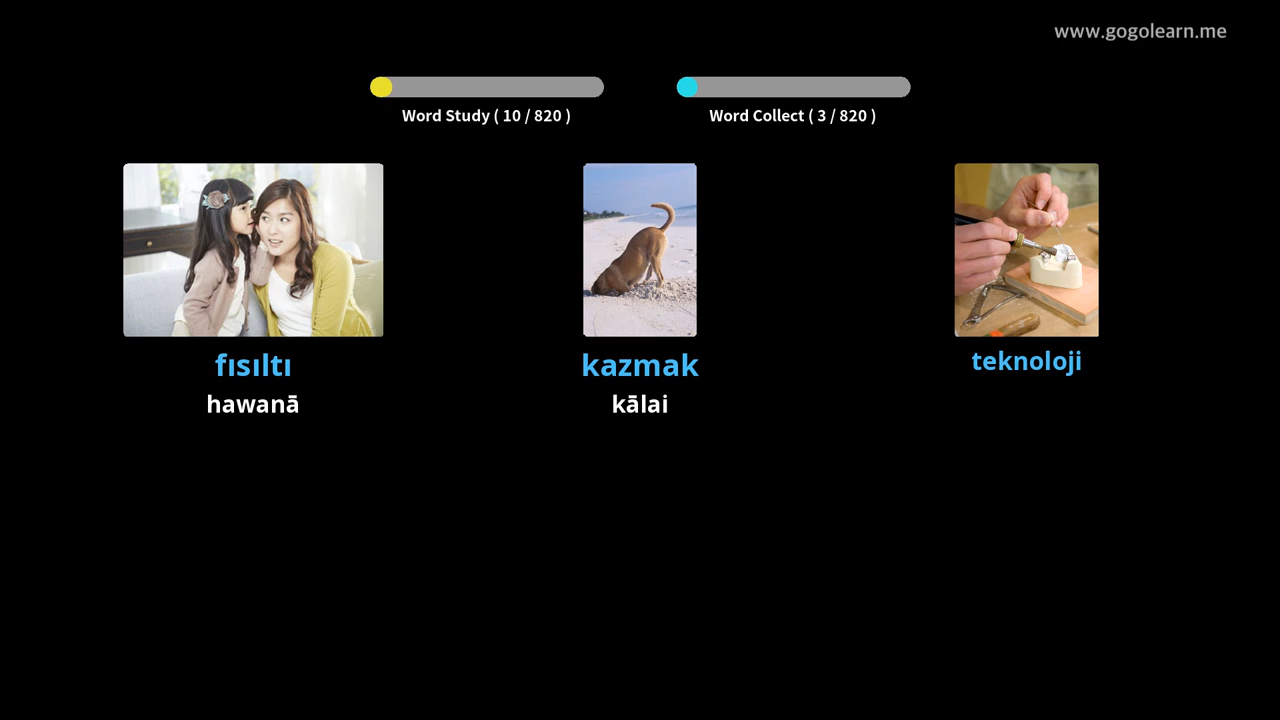 www.gogolearn.me
Word Study ( 10 / 820 )
Word Collect ( 3 / 820 )
fısıltı
hawanā
kazmak
kālai
teknoloji